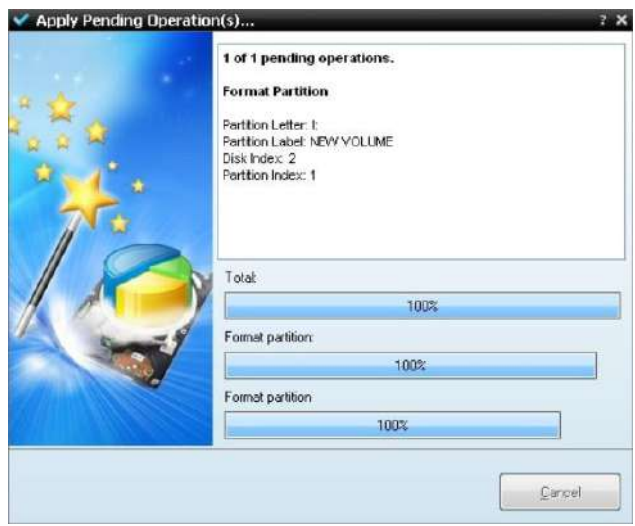 Apply Pending Operation(s)...
? ×
1 of 1 pending operations.
Format Partition
Partition Letter: I:
Partition Label: NEW VOLUME
Disk Index: 2
Partition Index: 1
Total:
100%
Format partition:
100%
Format partition
100%
Cancel